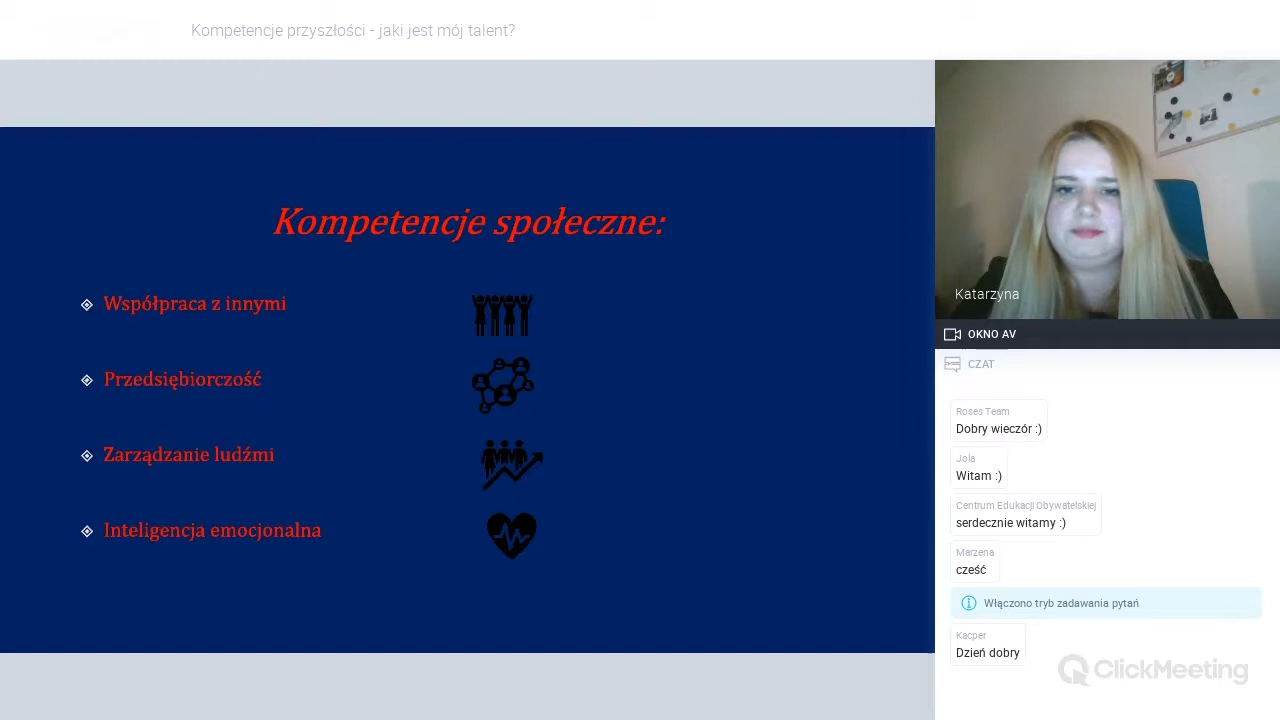 Kompetencje przyszłości - jaki jest mój talent?
Kompetencje społeczne:
Współpraca z innymi
Przedsiębiorczość
Zarządzanie ludźmi
Inteligencja emocjonalna
Katarzyna
OKNO AV
CZAT
Roses Team
Dobry wieczór :)
Jola
Witam :)
Centrum Edukacji Obywatelskiej
serdecznie witamy :)
Marzena
cześć
Włączono tryb zadawania pytań
Kacper
Dzień dobry
ClickMeeting